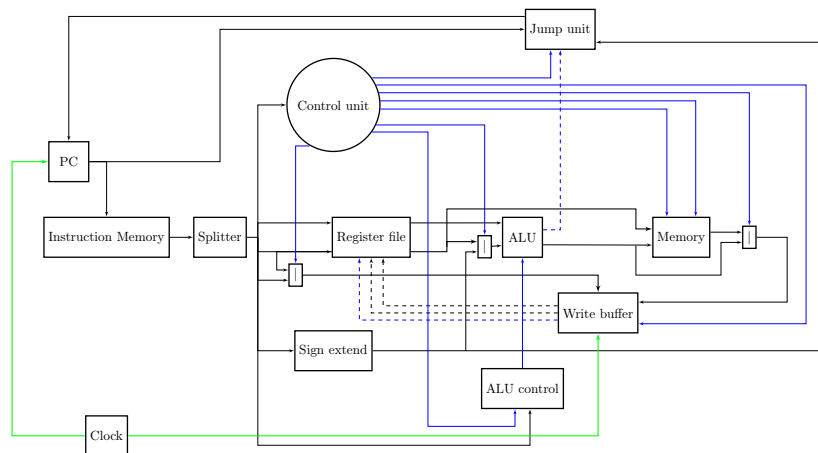 Jump unit
Control unit
PC
Instruction Memory
Splitter
Register file
|
ALU
Memory
|
|
Write buffer
Sign extend
ALU control
Clock